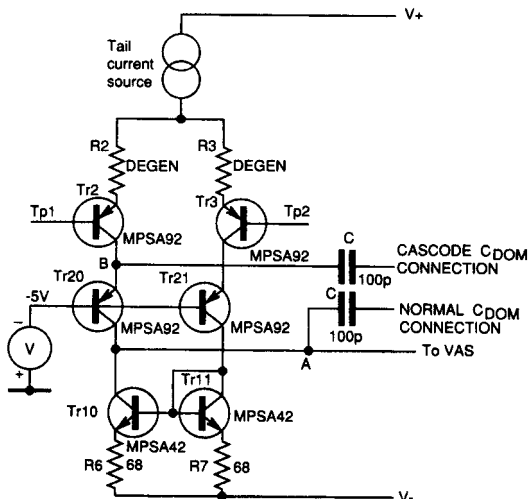 V+
Tail
current
source
R2
R3
DEGEN
DEGEN
Tr2
Tr3
Tp1
Tp2
MPSA92
MPSA92
B
C
100p
CASCODE CDOM
CONNECTION
Tr20
Tr21
-5V
MPSA92
MPSA92
C
100p
NORMAL CDOM
CONNECTION
V
−
+
A
To VAS
Tr11
Tr10
MPSA42
MPSA42
R6
68
R7
68
V-